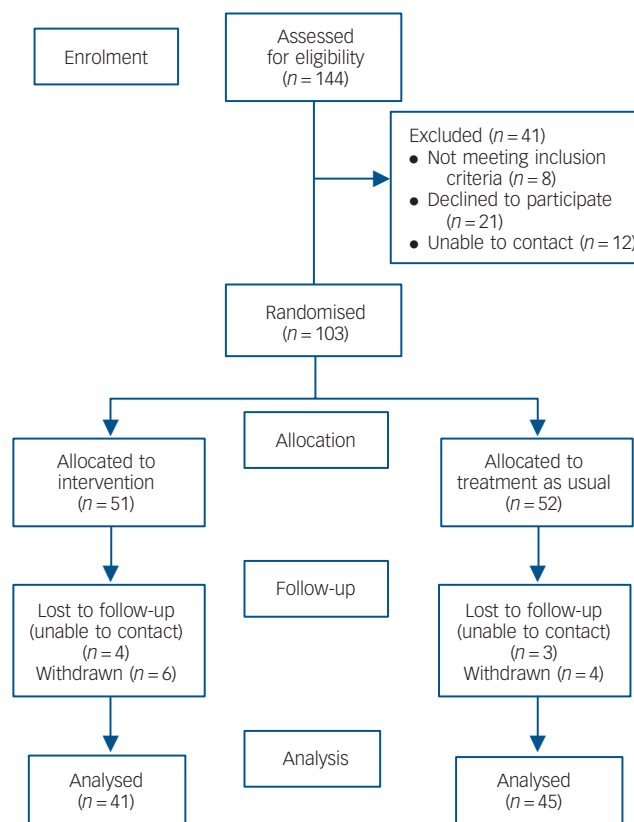 Enrolment
Assessed
for eligibility
(n = 144)
Excluded (n = 41)
● Not meeting inclusion
criteria (n = 8)
● Declined to participate
(n = 21)
● Unable to contact (n = 12)
Randomised
(n = 103)
Allocation
Allocated to
intervention
(n = 51)
Allocated to
treatment as usual
(n = 52)
Follow-up
Lost to follow-up
(unable to contact)
(n = 4)
Withdrawn (n = 6)
Lost to follow-up
(unable to contact)
(n = 3)
Withdrawn (n = 4)
Analysis
Analysed
(n = 41)
Analysed
(n = 45)